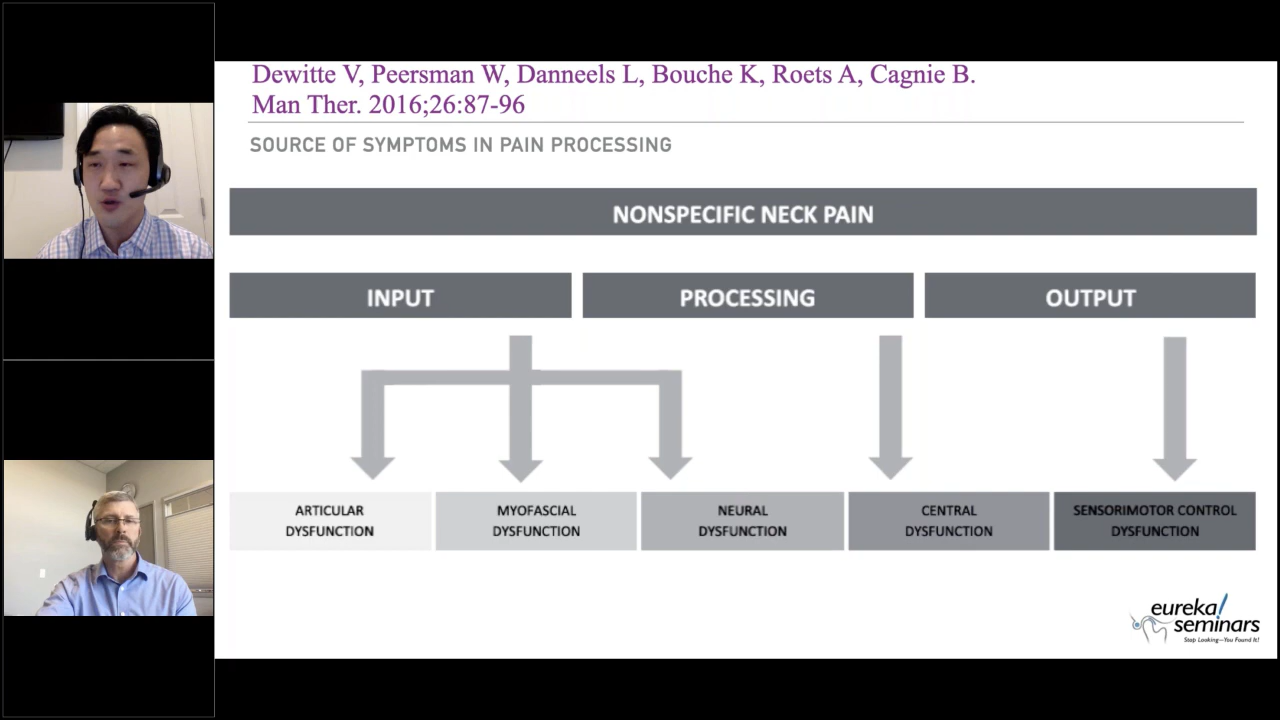 Dewitte V, Peersman W, Danneels L, Bouche K, Roets A, Cagnie B.
Man Ther. 2016;26:87-96
SOURCE OF SYMPTOMS IN PAIN PROCESSING
NONSPECIFIC NECK PAIN
INPUT
PROCESSING
OUTPUT
ARTICULAR
DYSFUNCTION
MYOFASCIAL
DYSFUNCTION
NEURAL
DYSFUNCTION
CENTRAL
DYSFUNCTION
SENSORIMOTOR CONTROL
DYSFUNCTION
eureka!
seminars
Stop Looking—You Found It!